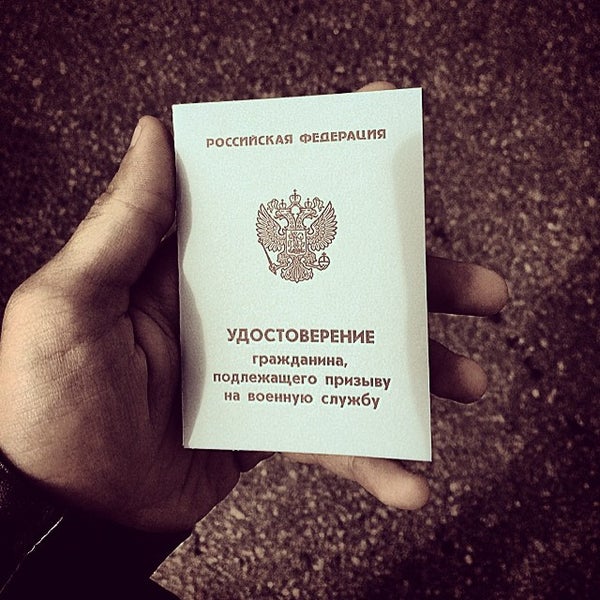 РОССИЙСКАЯ ФЕДЕРАЦИЯ
УДОСТОВЕРЕНИЕ
гражданина,
подлежащего призыву
на военную службу